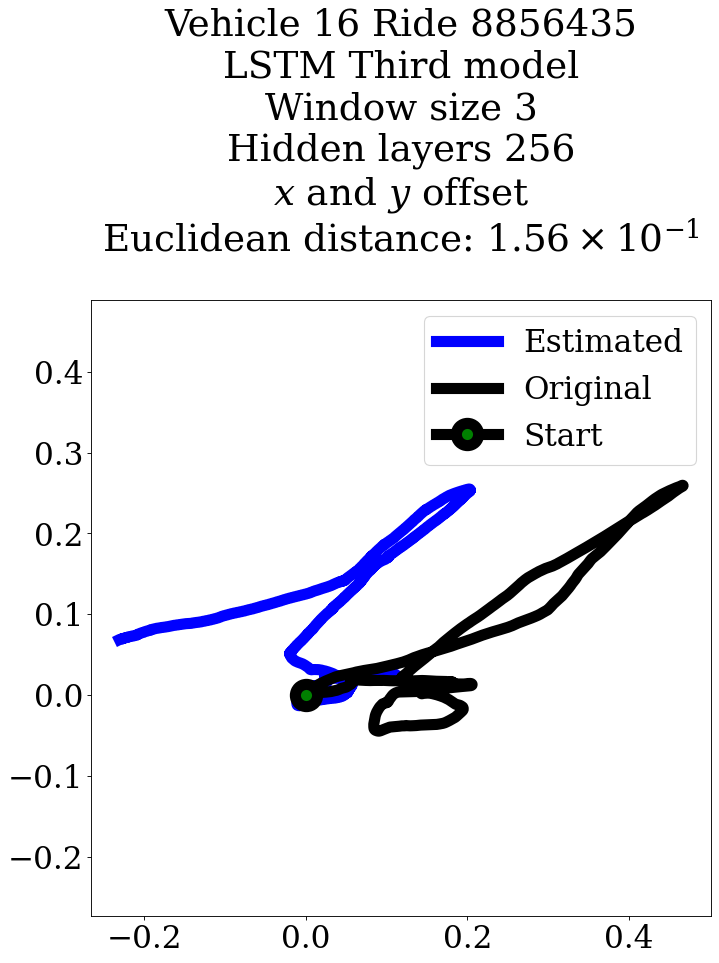 Vehicle 16 Ride 8856435
LSTM Third model
Window size 3
Hidden layers 256
x and y offset
Euclidean distance: 1.56 × 10⁻¹
Estimated
Original
Start
0.4
0.3
0.2
0.1
0.0
−0.1
−0.2
−0.2 0.0 0.2 0.4